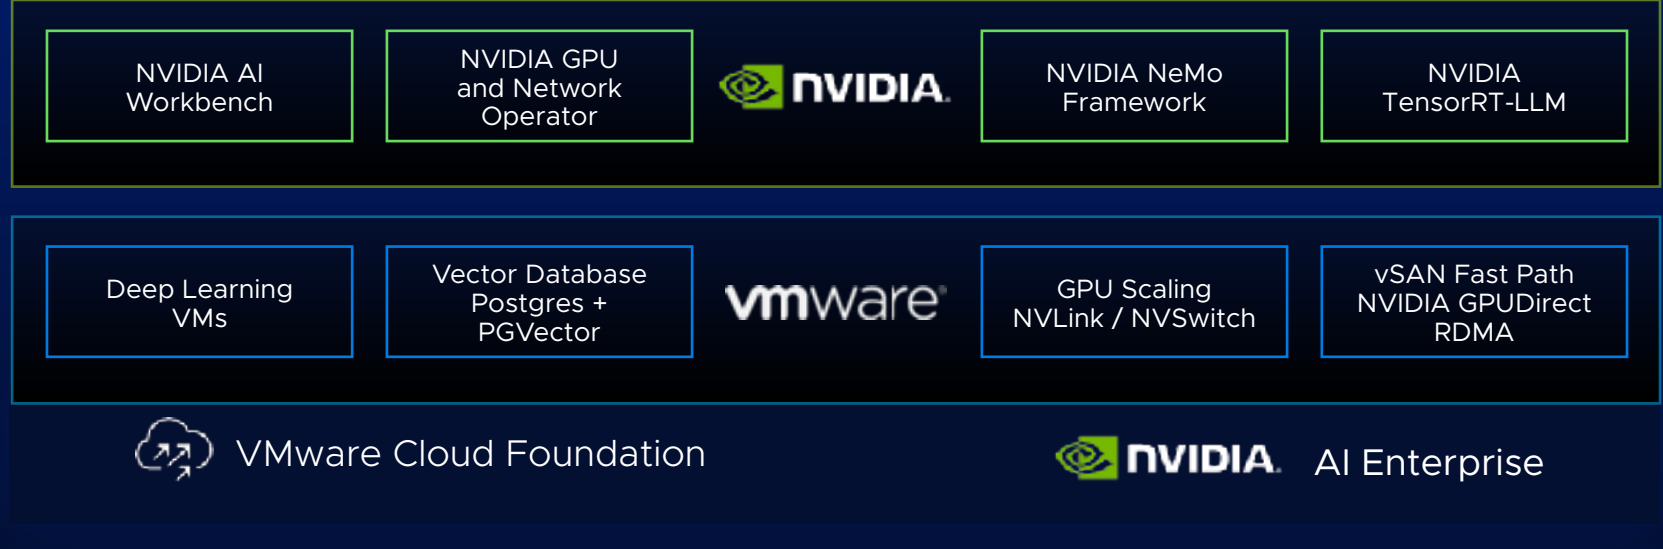 NVIDIA AI
Workbench
NVIDIA GPU
and Network
Operator
NVIDIA.
NVIDIA NeMo
Framework
NVIDIA
TensorRT-LLM
Deep Learning
VMs
Vector Database
Postgres +
PGVector
vmware®
GPU Scaling
NVLink / NVSwitch
vSAN Fast Path
NVIDIA GPUDirect
RDMA
VMware Cloud Foundation
NVIDIA. AI Enterprise